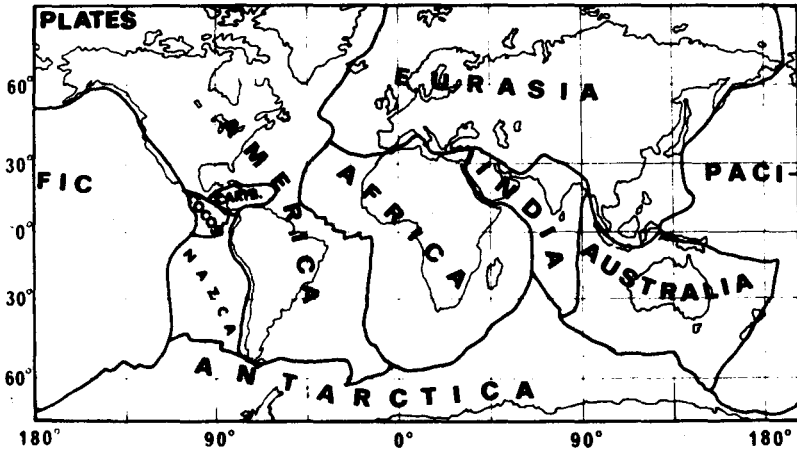 PLATES
EURASIA
60°
AMERICA
30°
FIC
AFRICA
INDIA
PACI-
CARIB.
COCOS
0°
AUSTRALIA
NAZCA
30°
60°
ANTARCTICA
180° 90° 0° 90° 180°